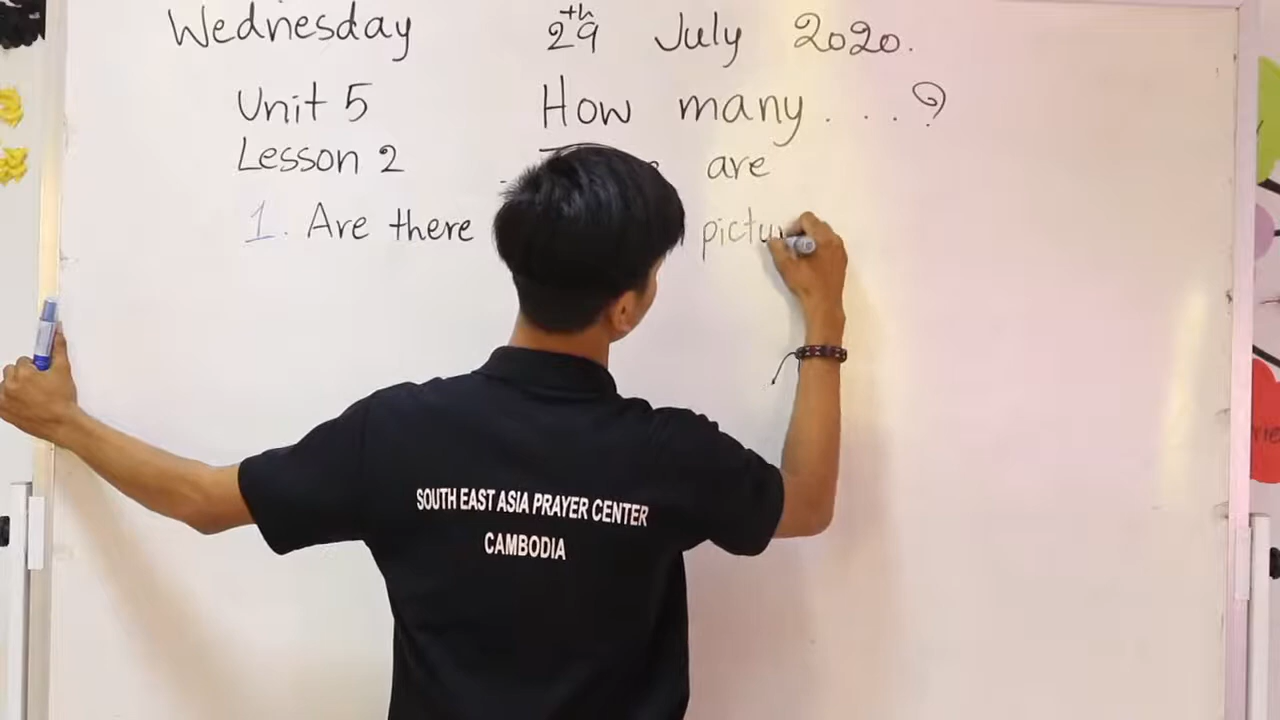 Wednesday 29th July 2020.
Unit 5 How many . . . ?
Lesson 2 are
1. Are there
SOUTH EAST ASIA PRAYER CENTER
CAMBODIA